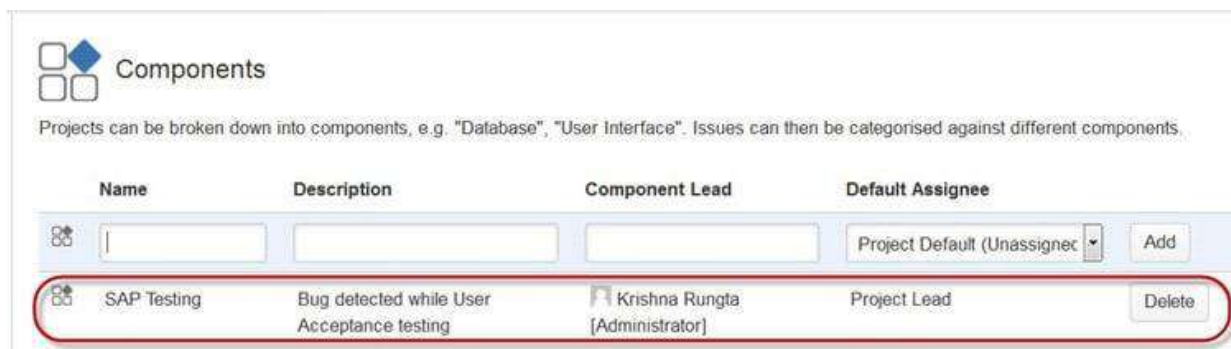 Components
Projects can be broken down into components, e.g. "Database", "User Interface". Issues can then be categorised against different components.
Name Description Component Lead Default Assignee
Project Default (Unassignec Add
SAP Testing Bug detected while User Krishna Rungta Project Lead Delete
Acceptance testing [Administrator]